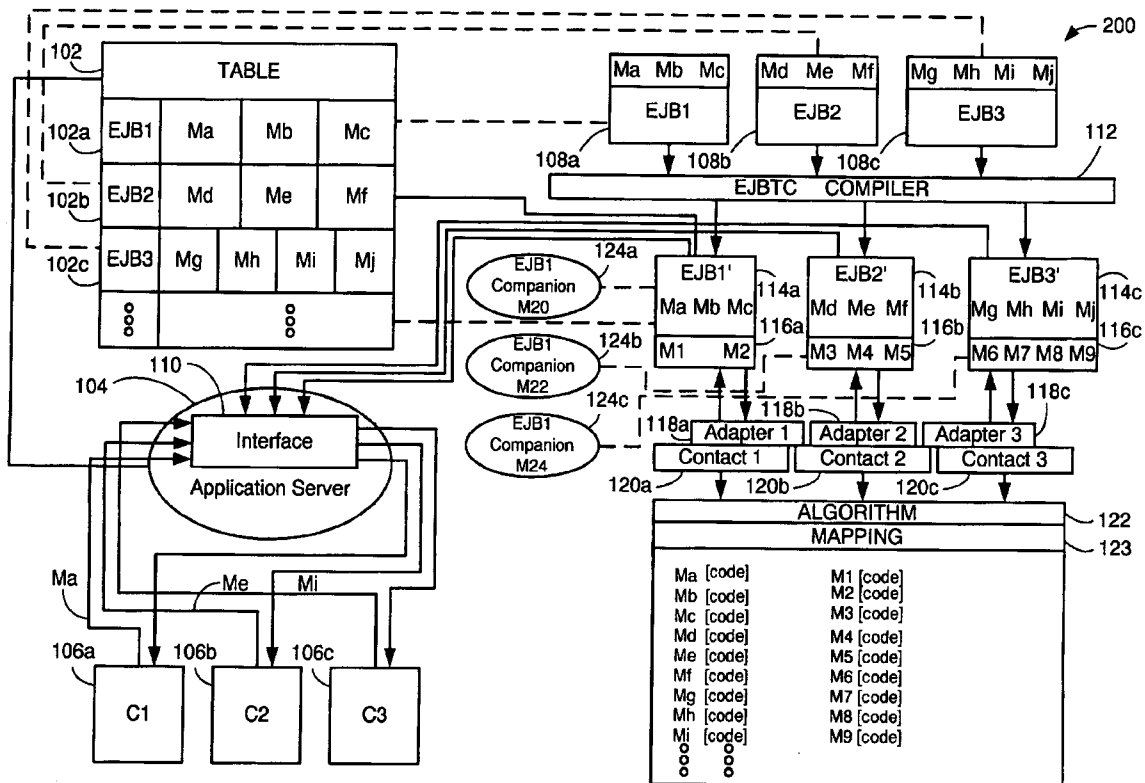 200
102
TABLE
102a
EJB1 Ma Mb Mc
102b
EJB2 Md Me Mf
102c
EJB3 Mg Mh Mi Mj
Ma Mb Mc
EJB1
108a
Md Me Mf
EJB2
108b
Mg Mh Mi Mj
EJB3
108c
112
EJBTC COMPILER
EJB1
Companion
M20
124a
EJB1
Companion
M22
124b
EJB1
Companion
M24
124c
EJB1'
Ma Mb Mc
114a
M1 M2
116a
EJB2'
Md Me Mf
114b
M3 M4 M5
116b
EJB3'
Mg Mh Mi Mj
114c
M6 M7 M8 M9
116c
118a
Adapter 1
118b
Adapter 2
118c
Adapter 3
Contact 1
Contact 2
Contact 3
120a
120b
120c
ALGORITHM
122
MAPPING
123
Ma [code]
Mb [code]
Mc [code]
Md [code]
Me [code]
Mf [code]
Mg [code]
Mh [code]
Mi [code]
M1 [code]
M2 [code]
M3 [code]
M4 [code]
M5 [code]
M6 [code]
M7 [code]
M8 [code]
M9 [code]
104
110
Interface
Application Server
Ma
Me
Mi
106a
C1
106b
C2
106c
C3